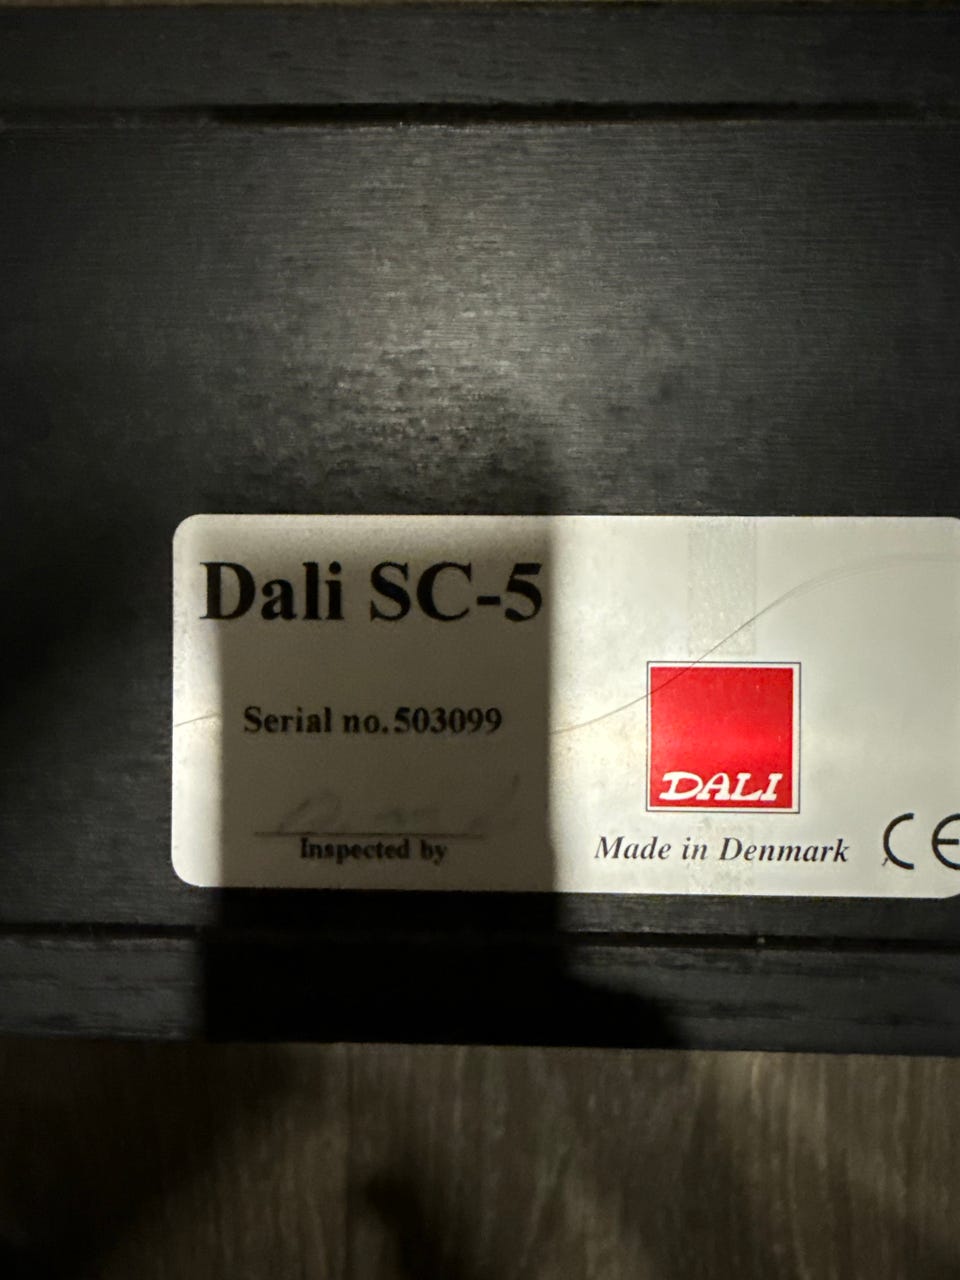 Dali SC-5
Serial no. 503099
Inspected by
DALI
Made in Denmark CE